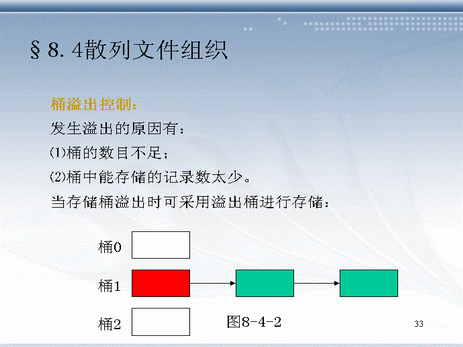 §8.4散列文件组织
桶溢出控制：
发生溢出的原因有：
⑴桶的数目不足；
⑵桶中能存储的记录数太少。
当存储桶溢出时可采用溢出桶进行存储：
桶0
桶1
桶2
图8-4-2
33